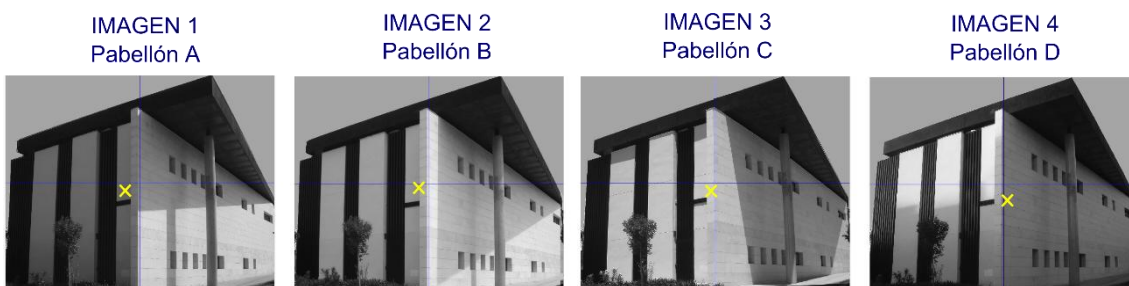 IMAGEN 1
Pabellón A
IMAGEN 2
Pabellón B
IMAGEN 3
Pabellón C
IMAGEN 4
Pabellón D